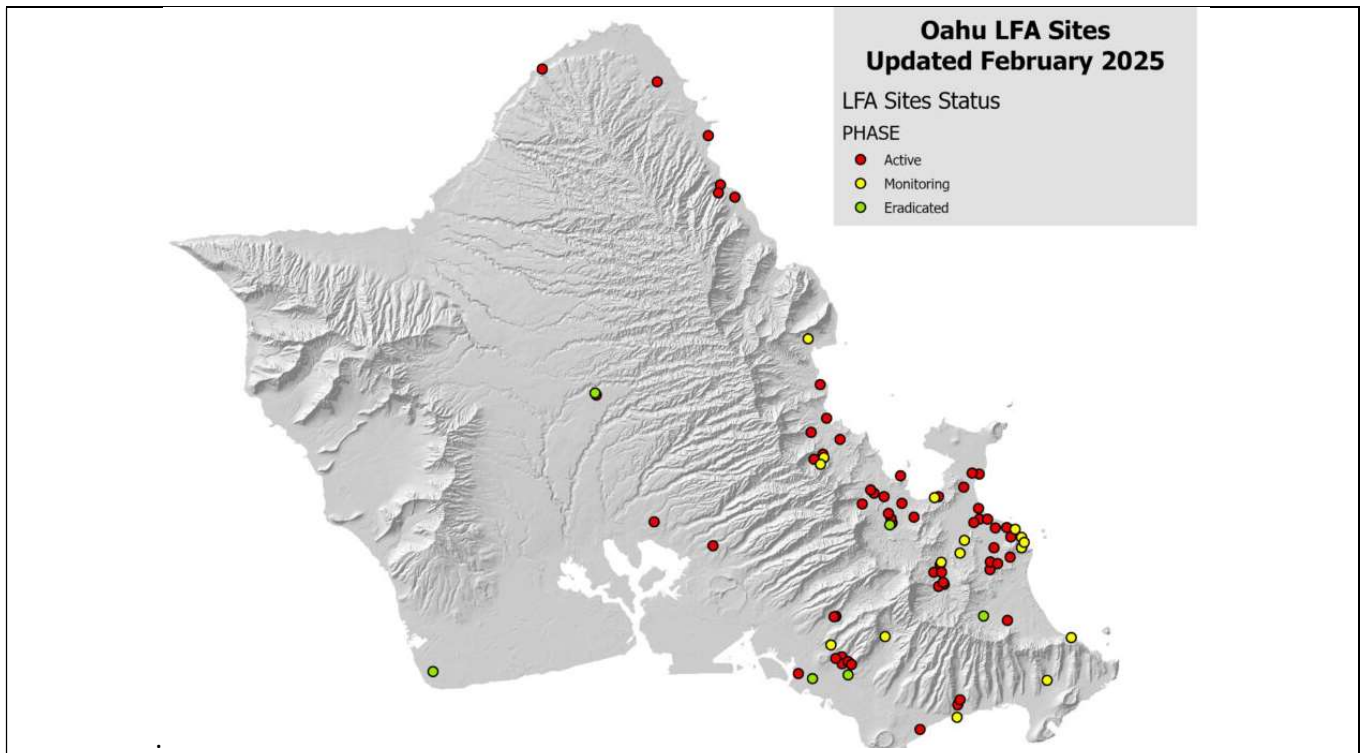 Oahu LFA Sites
Updated February 2025
LFA Sites Status
PHASE
Active
Monitoring
Eradicated